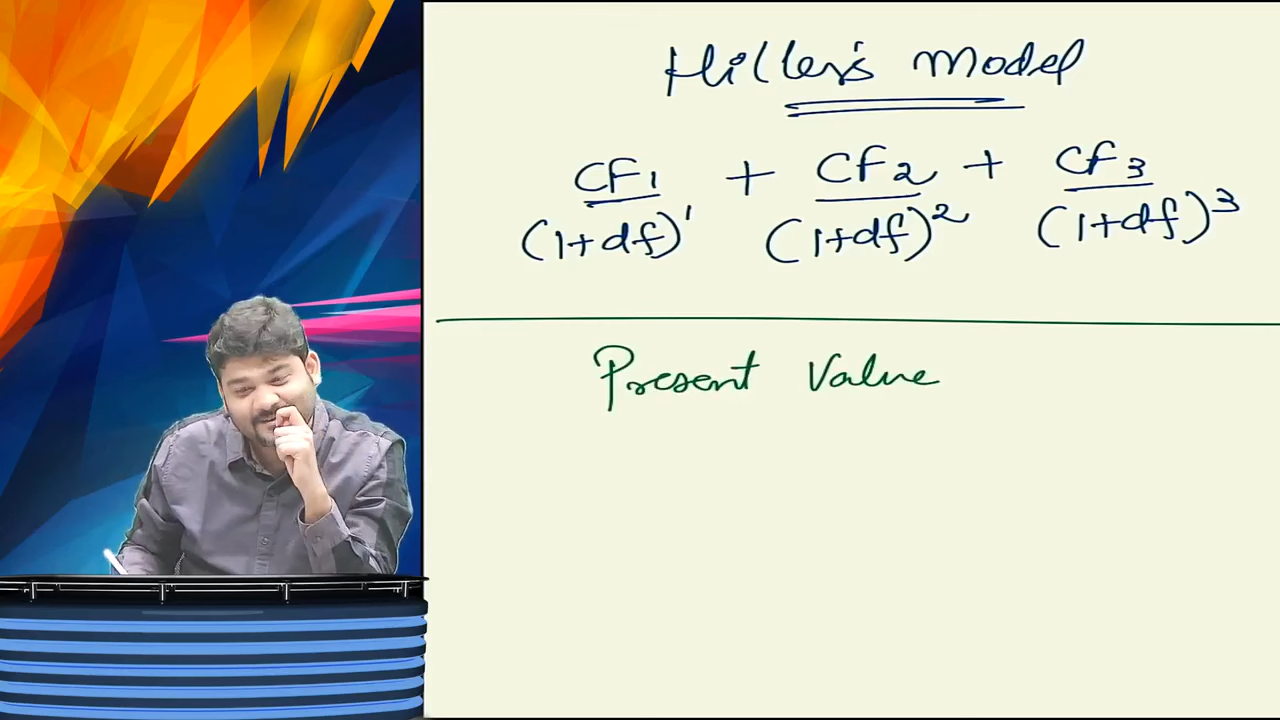 Hiller's Model
CF1 + CF2 + CF3
(1+df)^1 (1+df)^2 (1+df)^3
Present Value